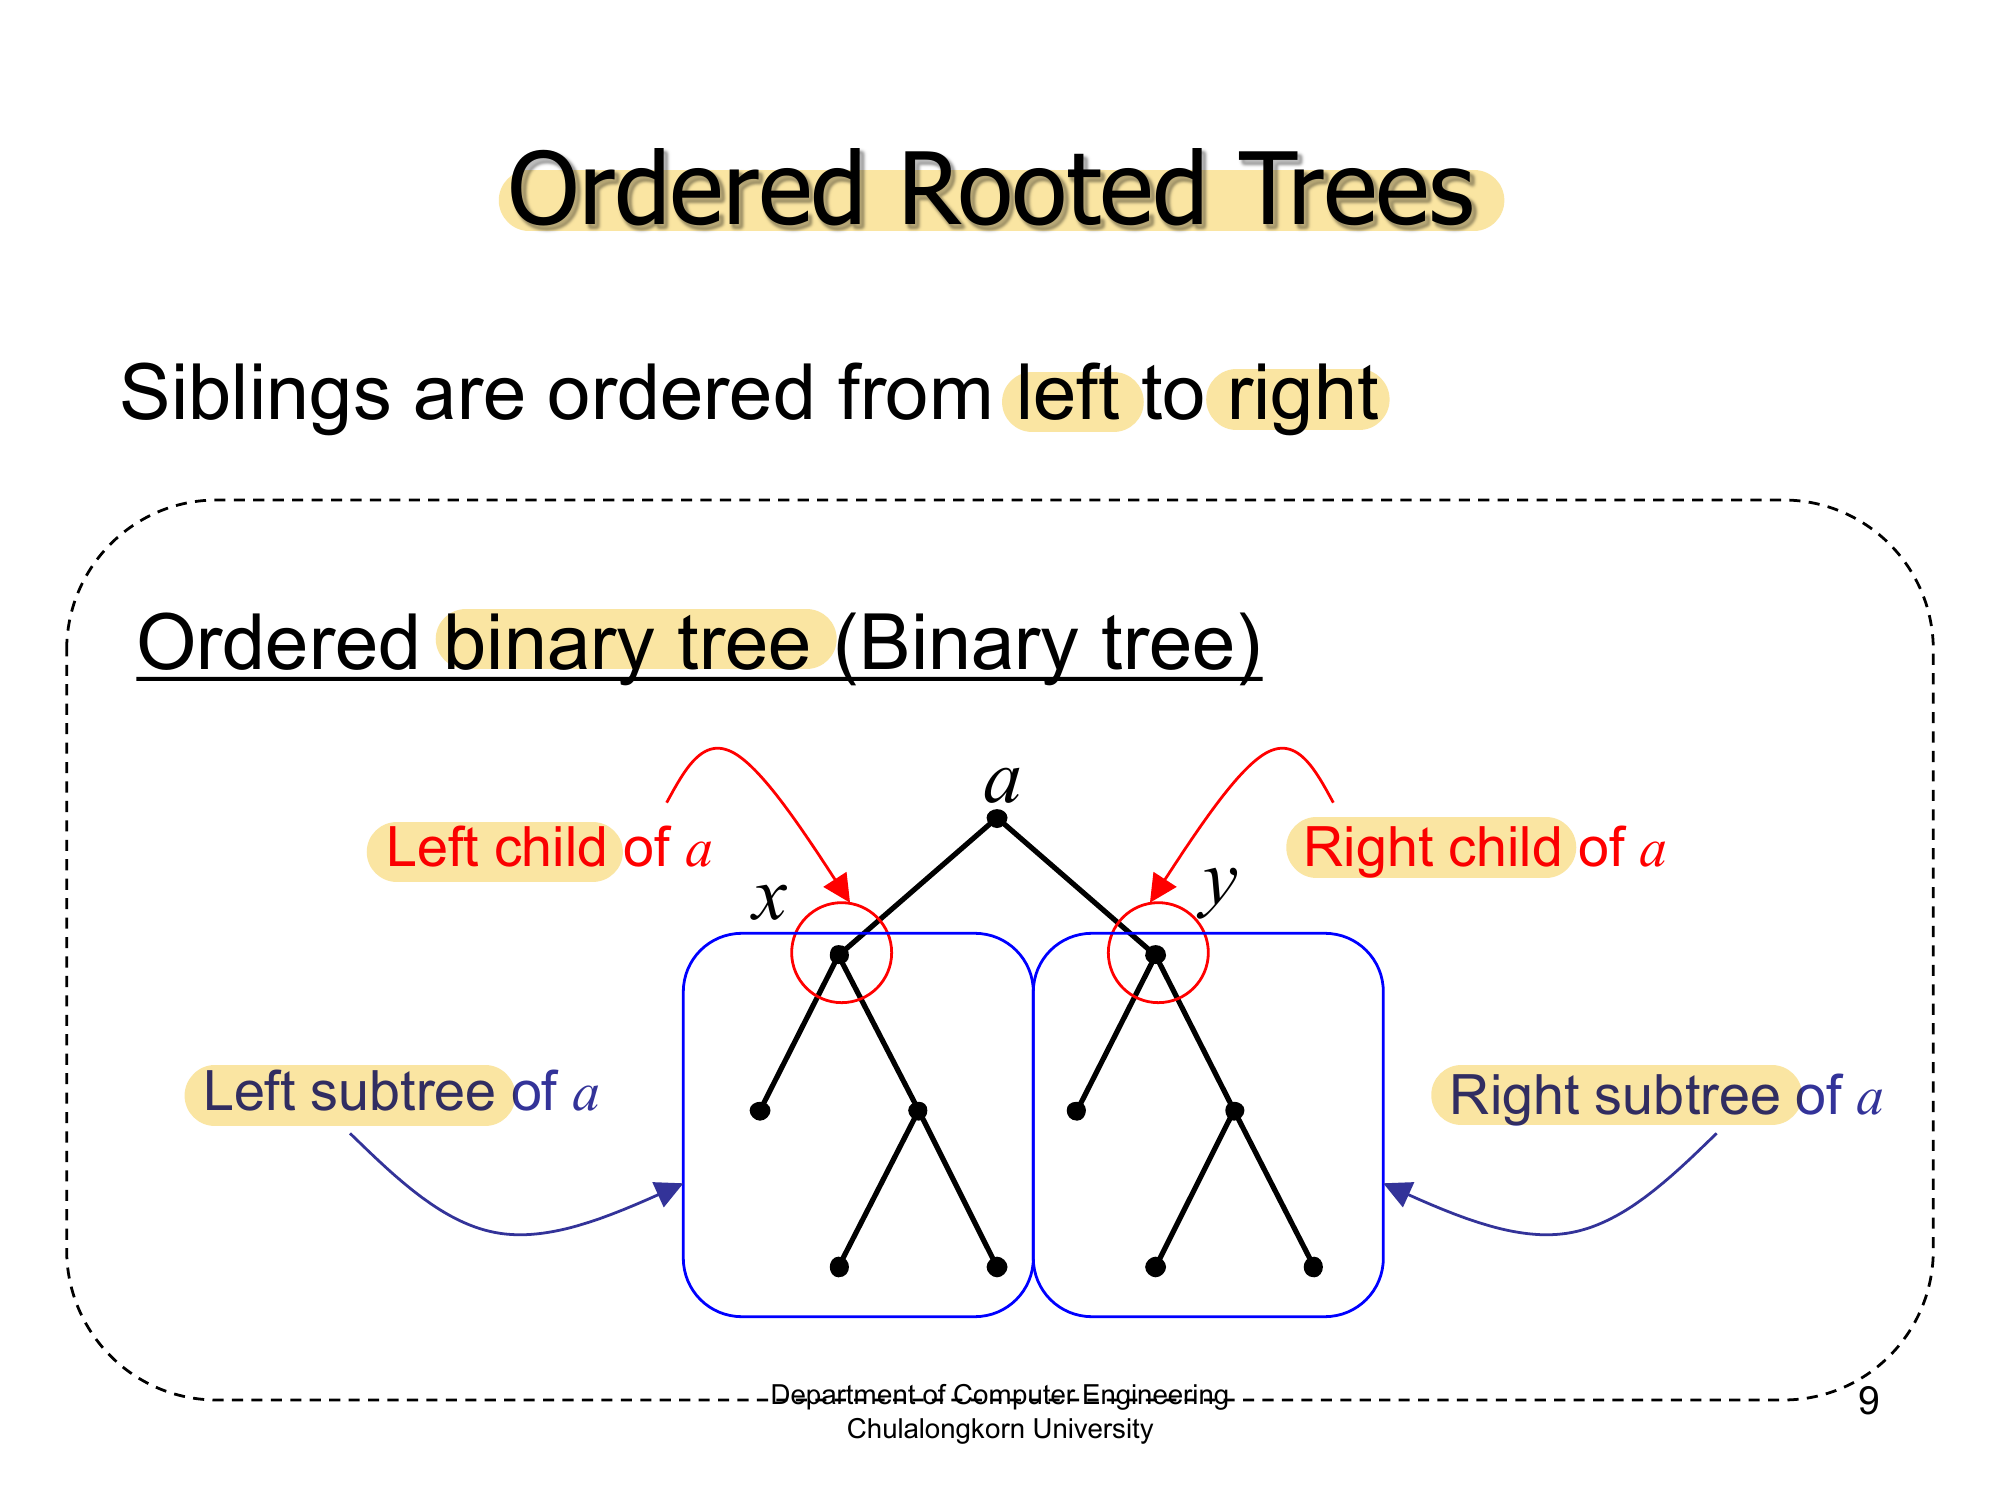 Ordered Rooted Trees
Siblings are ordered from left to right
Ordered binary tree (Binary tree)
a
Left child of a
Right child of a
x
y
Left subtree of a
Right subtree of a
Department of Computer Engineering
Chulalongkorn University
9